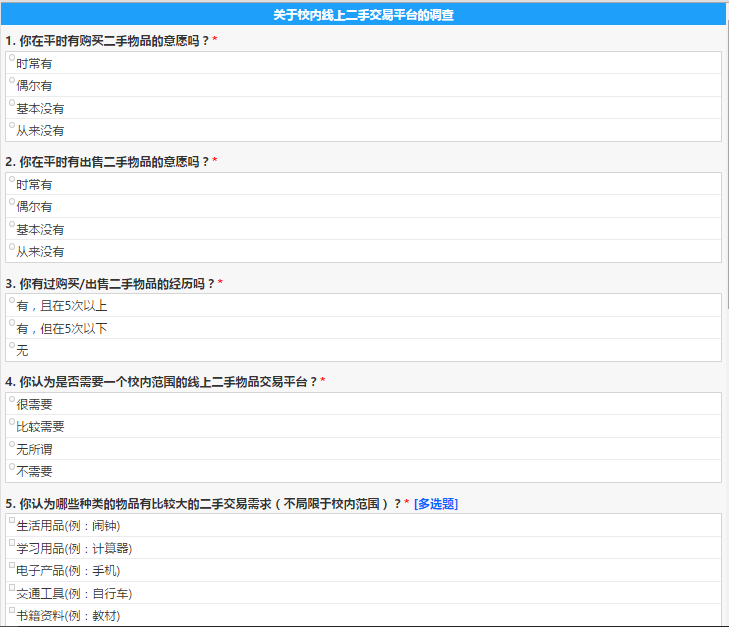 关于校内线上二手交易平台的调查
1. 你在平时有购买二手物品的意愿吗？*
时常有
偶尔有
基本没有
从来没有
2. 你在平时有出售二手物品的意愿吗？*
时常有
偶尔有
基本没有
从来没有
3. 你有过购买/出售二手物品的经历吗？*
有，且在5次以上
有，但在5次以下
无
4. 你认为是否需要一个校内范围的线上二手物品交易平台？*
很需要
比较需要
无所谓
不需要
5. 你认为哪些种类的物品有比较大的二手交易需求（不局限于校内范围）？* [多选题]
生活用品(例：闹钟)
学习用品(例：计算器)
电子产品(例：手机)
交通工具(例：自行车)
书籍资料(例：教材)